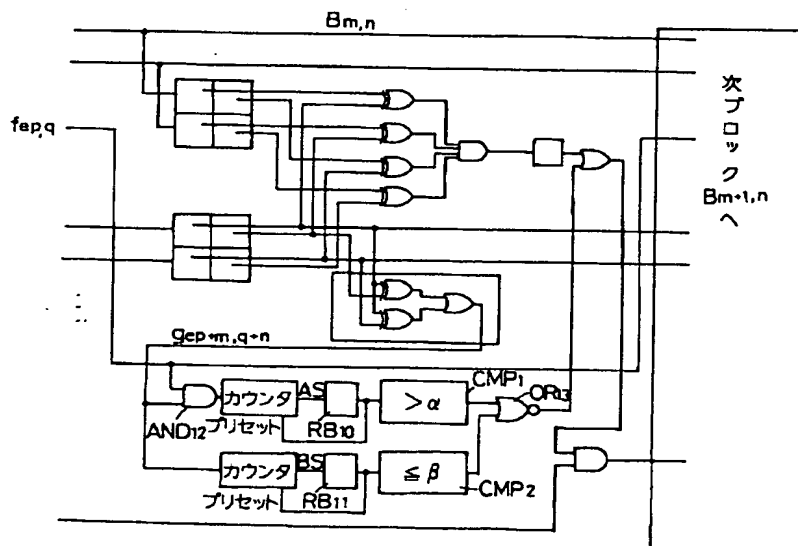 Bm,n
fep,q
次ブロック
Bm+1,n
へ
gep+m,q+n
カウンタ
AS
> α
CMP1
OR13
AND12
プリセット
RB10
カウンタ
BS
≦ β
プリセット
RB11
CMP2